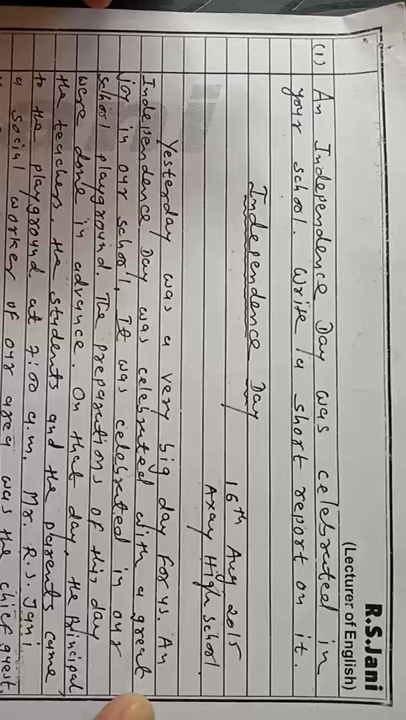 R.S.Jani
(Lecturer of English)
(1) An Independence Day was celebrated in
your school. Write a short report on it.
Independence Day
16th Aug, 2015
Axay High school
Yesterday was a very big day for us. An
Independence Day was celebrated with a great
joy in our school. It was celebrated in our
school playground. The preparations of this day
were done in advance. On that day, the Principal,
the teachers, the students and the parents came
to the playground at 7:00 a.m. Mr. R.S. Jani
a social worker of our area was the chief guest.